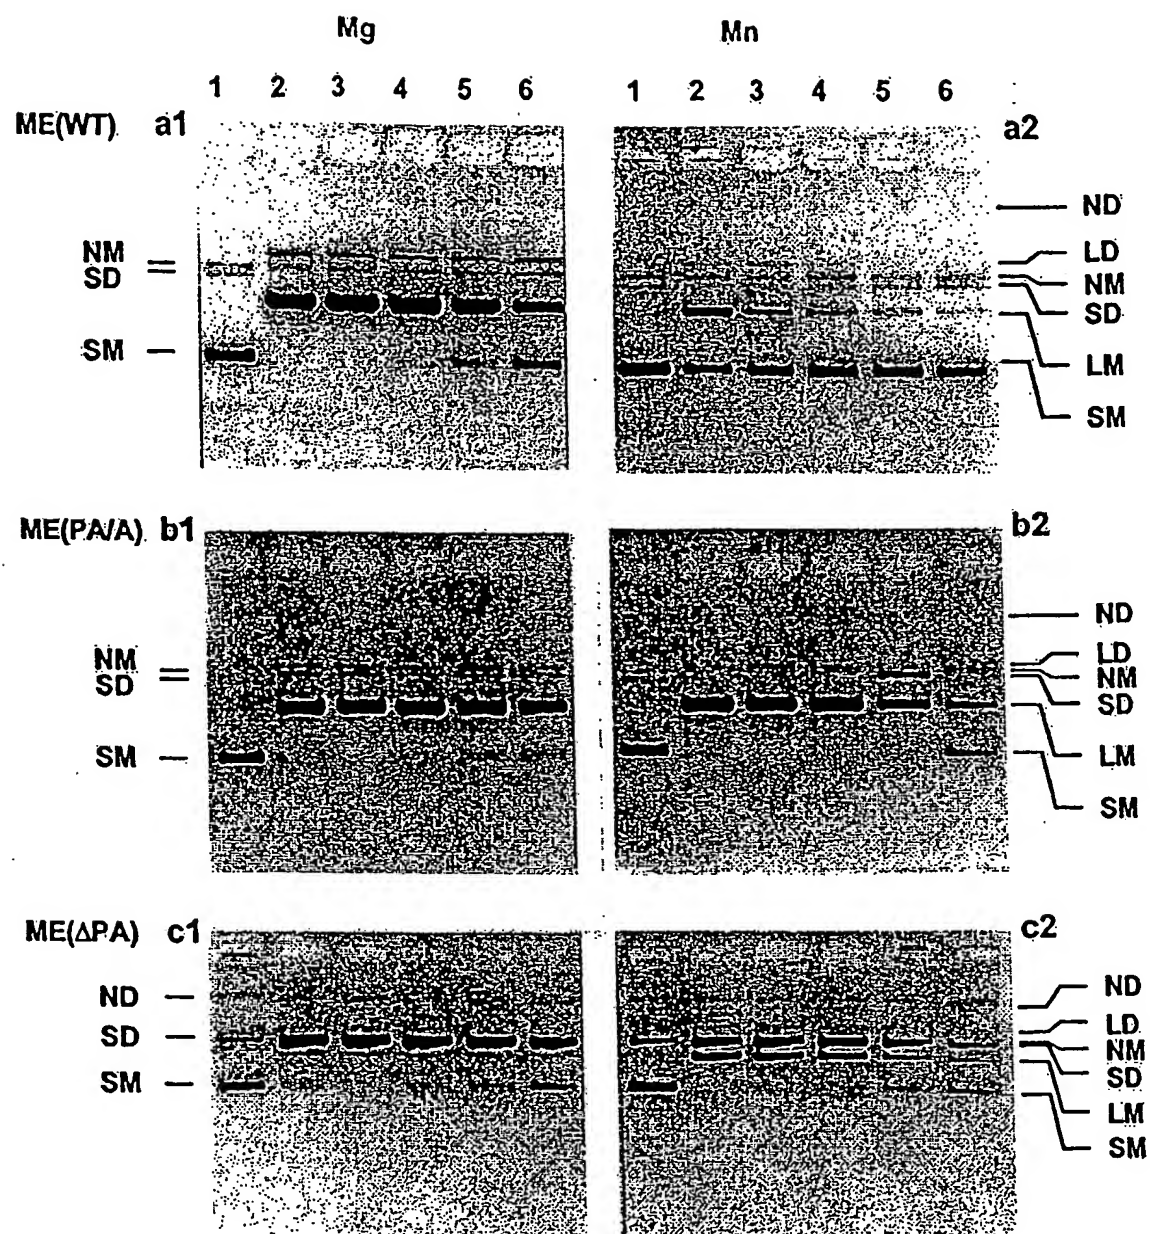 Mg Mn
1 2 3 4 5 6 1 2 3 4 5 6
ME(WT) a1 a2
ND
NM LD
SD NM
SD
SM LM
SM
ME(PA/A) b1 b2
ND
NM LD
SD NM
SD
SM LM
SM
ME(ΔPA) c1 c2
ND ND
SD LD
NM
SM SD
LM
SM